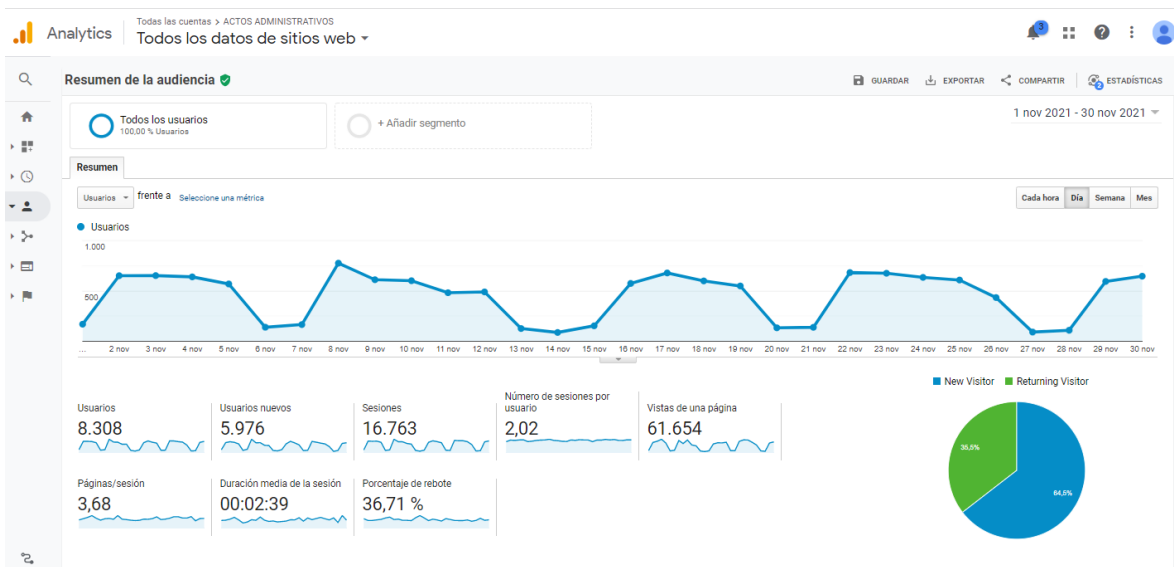 Analytics
Todas las cuentas > ACTOS ADMINISTRATIVOS
Todos los datos de sitios web
3
Resumen de la audiencia
GUARDAR
EXPORTAR
COMPARTIR
2
ESTADÍSTICAS
Todos los usuarios
100,00 % Usuarios
+ Añadir segmento
1 nov 2021 - 30 nov 2021
Resumen
Usuarios frente a Seleccione una métrica
Cada hora Día Semana Mes
Usuarios
1.000
500
... 2 nov 3 nov 4 nov 5 nov 6 nov 7 nov 8 nov 9 nov 10 nov 11 nov 12 nov 13 nov 14 nov 15 nov 16 nov 17 nov 18 nov 19 nov 20 nov 21 nov 22 nov 23 nov 24 nov 25 nov 26 nov 27 nov 28 nov 29 nov 30 nov
New Visitor Returning Visitor
Usuarios
8.308
Usuarios nuevos
5.976
Sesiones
16.763
Número de sesiones por
usuario
2,02
Vistas de una página
61.654
Páginas/sesión
3,68
Duración media de la sesión
00:02:39
Porcentaje de rebote
36,71 %
35,5%
64,5%